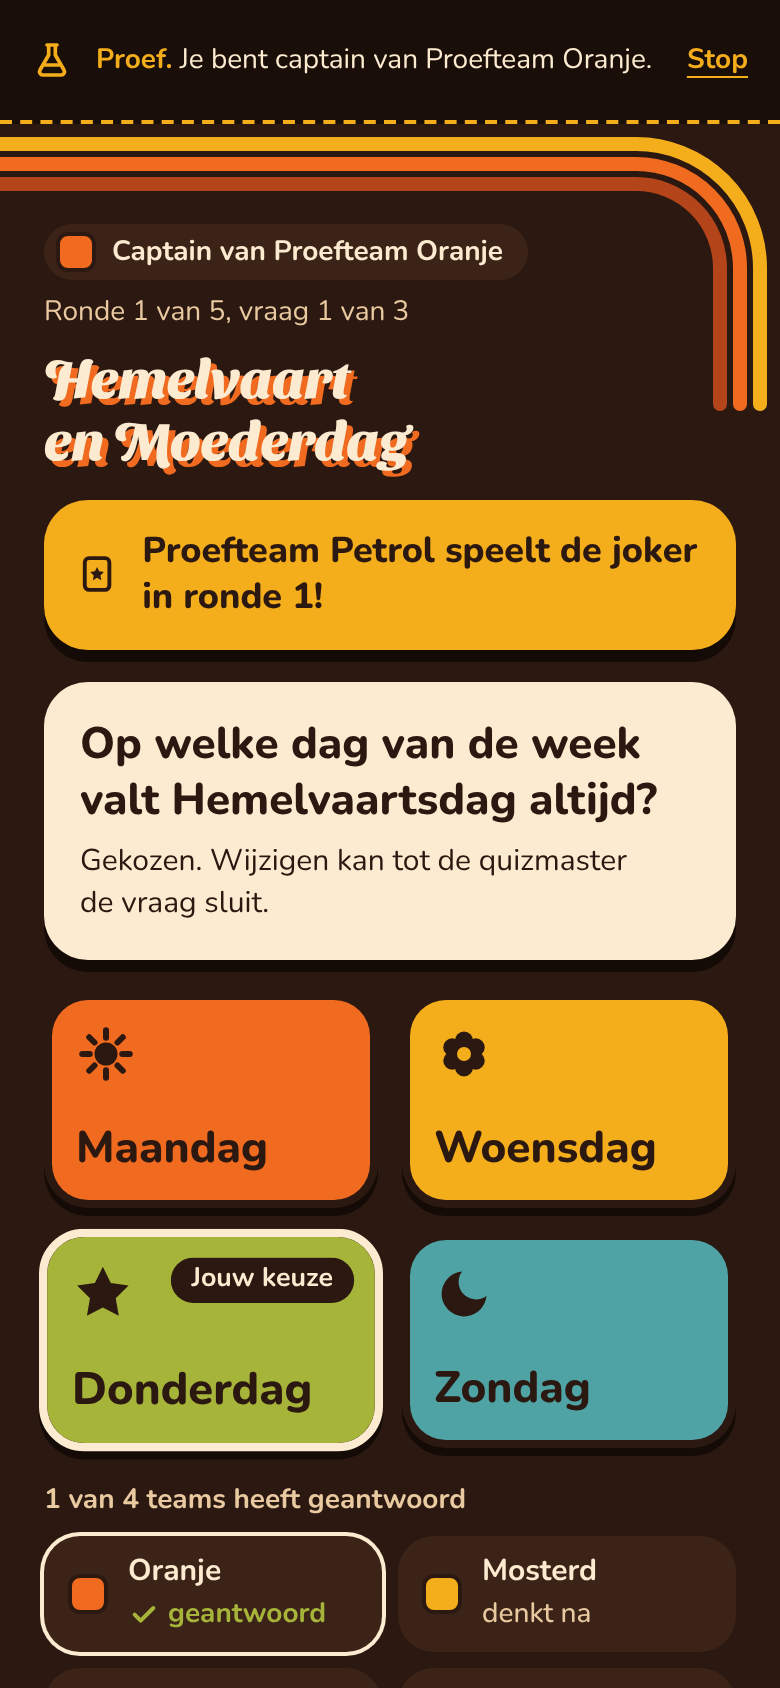 Proef. Je bent captain van Proefteam Oranje. Stop
Captain van Proefteam Oranje
Ronde 1 van 5, vraag 1 van 3
Hemelvaart
en Moederdag
Proefteam Petrol speelt de joker
in ronde 1!
Op welke dag van de week
valt Hemelvaartsdag altijd?
Gekozen. Wijzigen kan tot de quizmaster
de vraag sluit.
Maandag
Woensdag
Jouw keuze
Donderdag
Zondag
1 van 4 teams heeft geantwoord
Oranje
geantwoord
Mosterd
denkt na